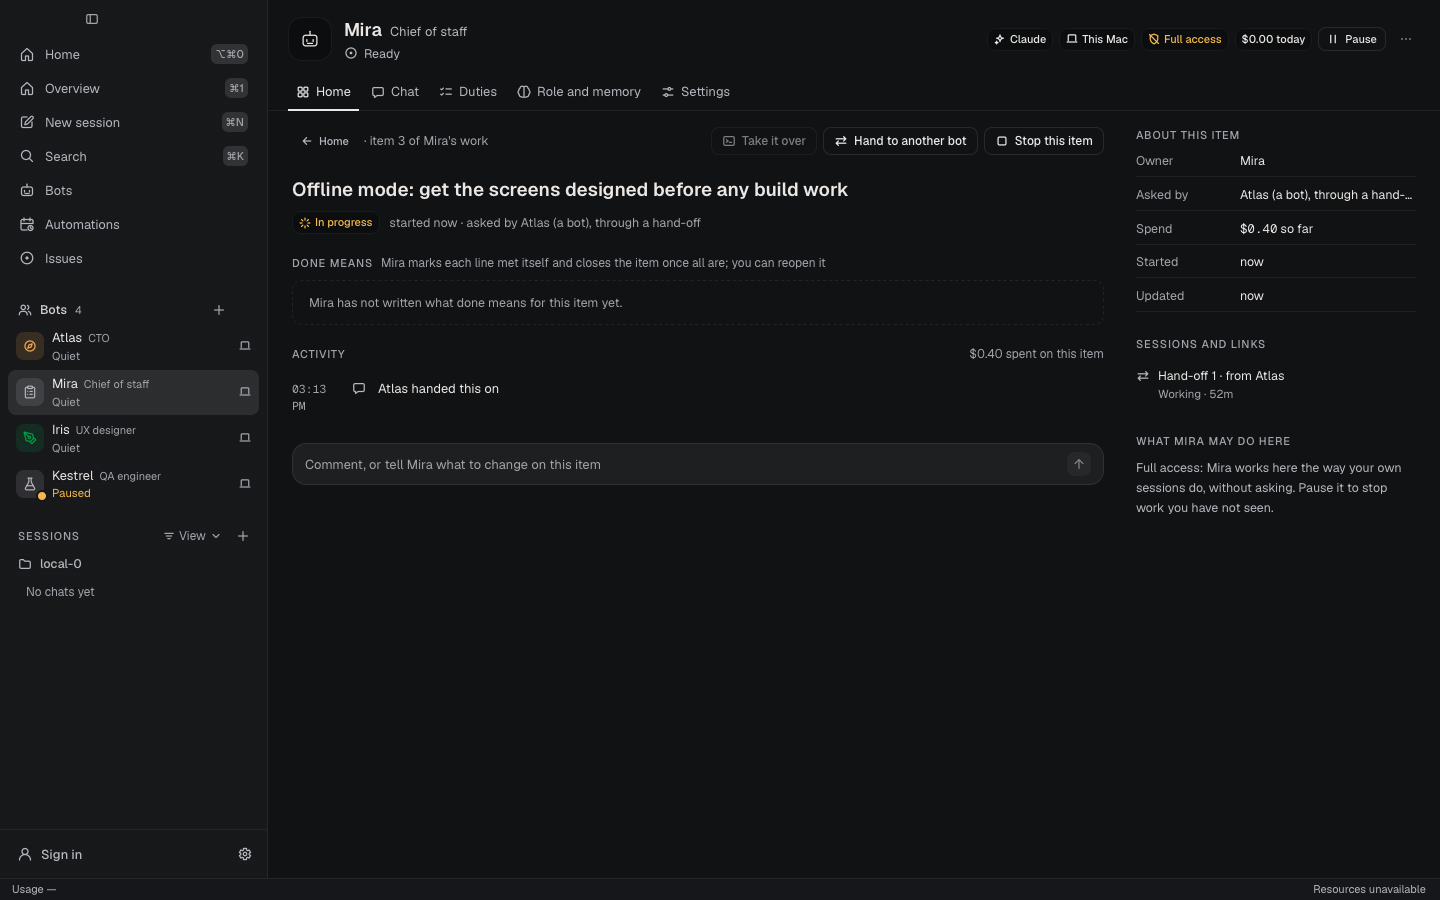 Home ⌥⌘0
Overview ⌘1
New session ⌘N
Search ⌘K
Bots
Automations
Issues
Bots 4
Atlas CTO
Quiet
Mira Chief of staff
Quiet
Iris UX designer
Quiet
Kestrel QA engineer
Paused
SESSIONS View
local-0
No chats yet
Sign in
Mira Chief of staff
Ready
Claude This Mac Full access $0.00 today Pause
Home Chat Duties Role and memory Settings
Home · item 3 of Mira's work
Take it over Hand to another bot Stop this item
Offline mode: get the screens designed before any build work
In progress started now · asked by Atlas (a bot), through a hand-off
DONE MEANS Mira marks each line met itself and closes the item once all are; you can reopen it
Mira has not written what done means for this item yet.
ACTIVITY $0.40 spent on this item
03:13 PM Atlas handed this on
Comment, or tell Mira what to change on this item
ABOUT THIS ITEM
Owner Mira
Asked by Atlas (a bot), through a hand-…
Spend $0.40 so far
Started now
Updated now
SESSIONS AND LINKS
Hand-off 1 · from Atlas
Working · 52m
WHAT MIRA MAY DO HERE
Full access: Mira works here the way your own
sessions do, without asking. Pause it to stop
work you have not seen.
Usage —
Resources unavailable